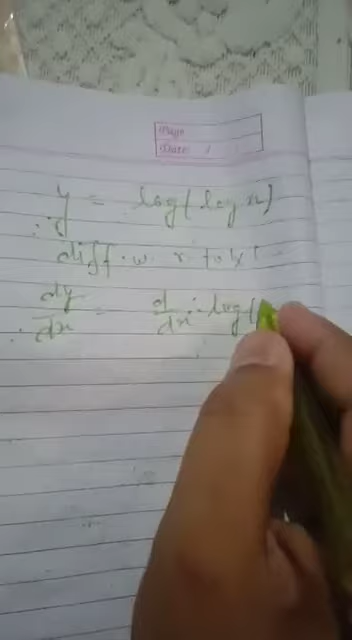 Page
Date
y = log(log x)
∴ diff. w. r. to 'x'
∴ dy/dx = d/dx · log(